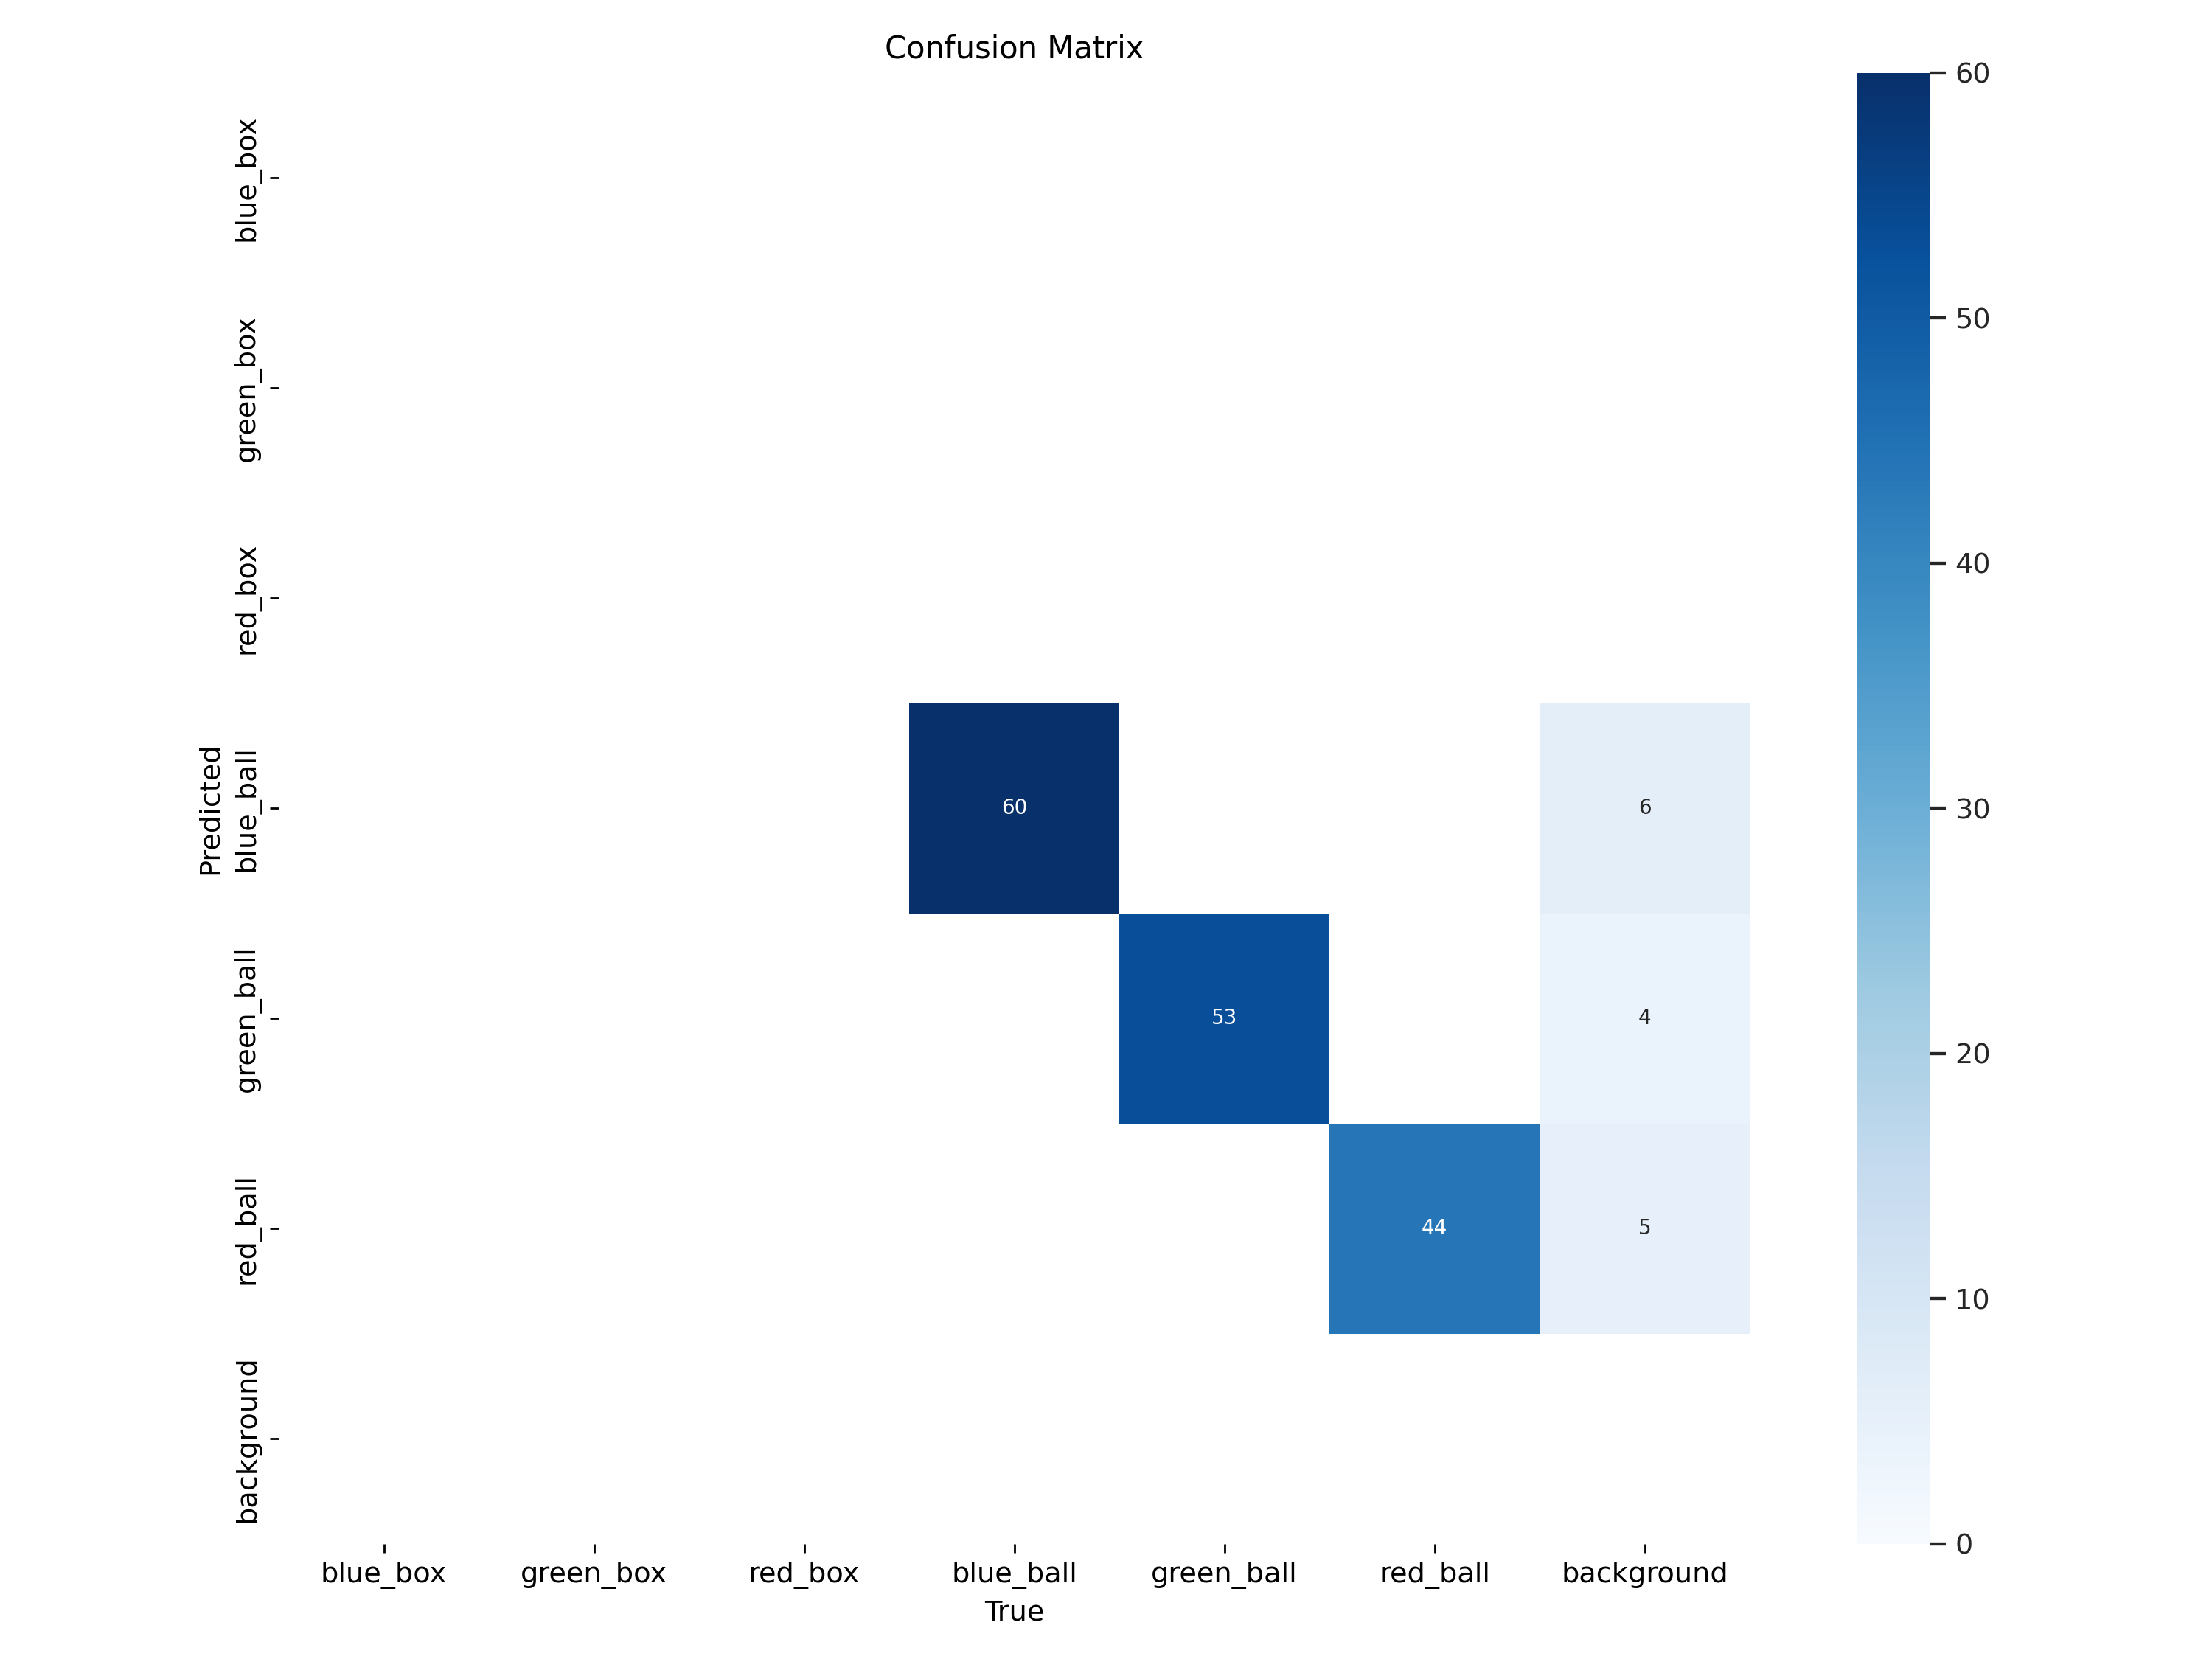 Confusion Matrix
blue_box
green_box
red_box
blue_ball
green_ball
red_ball
background
Predicted
60 6
53 4
44 5
blue_box green_box red_box blue_ball green_ball red_ball background
True
60
50
40
30
20
10
0